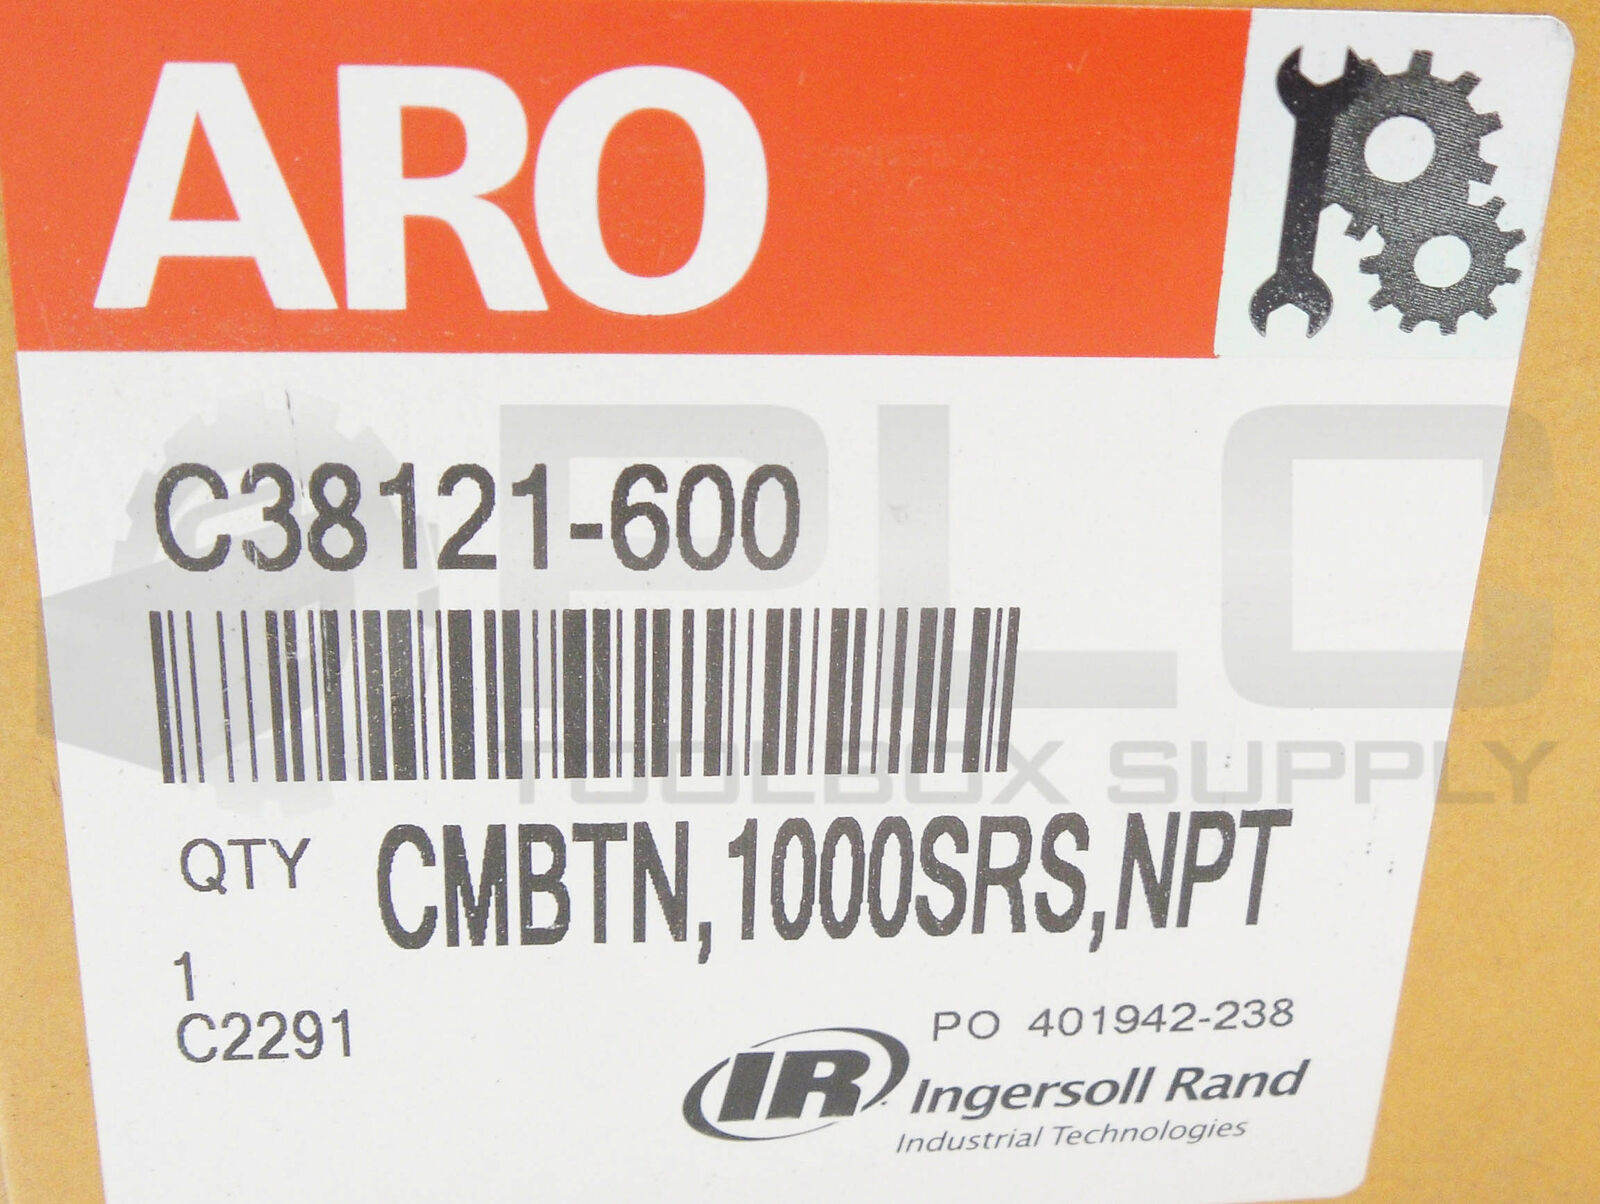 ARO
C38121-600
PLC
TOOLBOX SUPPLY
QTY
CMBTN,1000SRS,NPT
1
C2291
PO 401942-238
IR Ingersoll Rand
Industrial Technologies